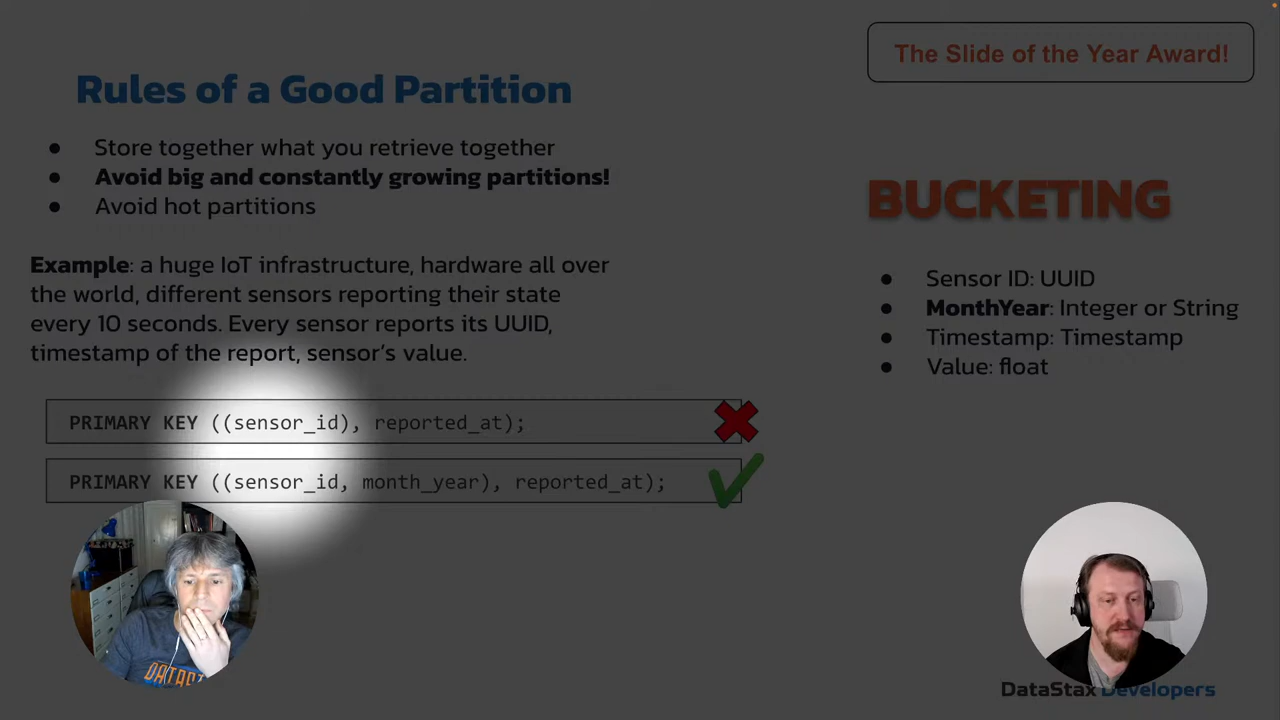 The Slide of the Year Award!
Rules of a Good Partition
● Store together what you retrieve together
● Avoid big and constantly growing partitions!
● Avoid hot partitions
BUCKETING
Example: a huge IoT infrastructure, hardware all over
the world, different sensors reporting their state
every 10 seconds. Every sensor reports its UUID,
timestamp of the report, sensor’s value.
● Sensor ID: UUID
● MonthYear: Integer or String
● Timestamp: Timestamp
● Value: float
PRIMARY KEY ((sensor_id), reported_at);
PRIMARY KEY ((sensor_id, month_year), reported_at);
DATAST
DataStax Developers